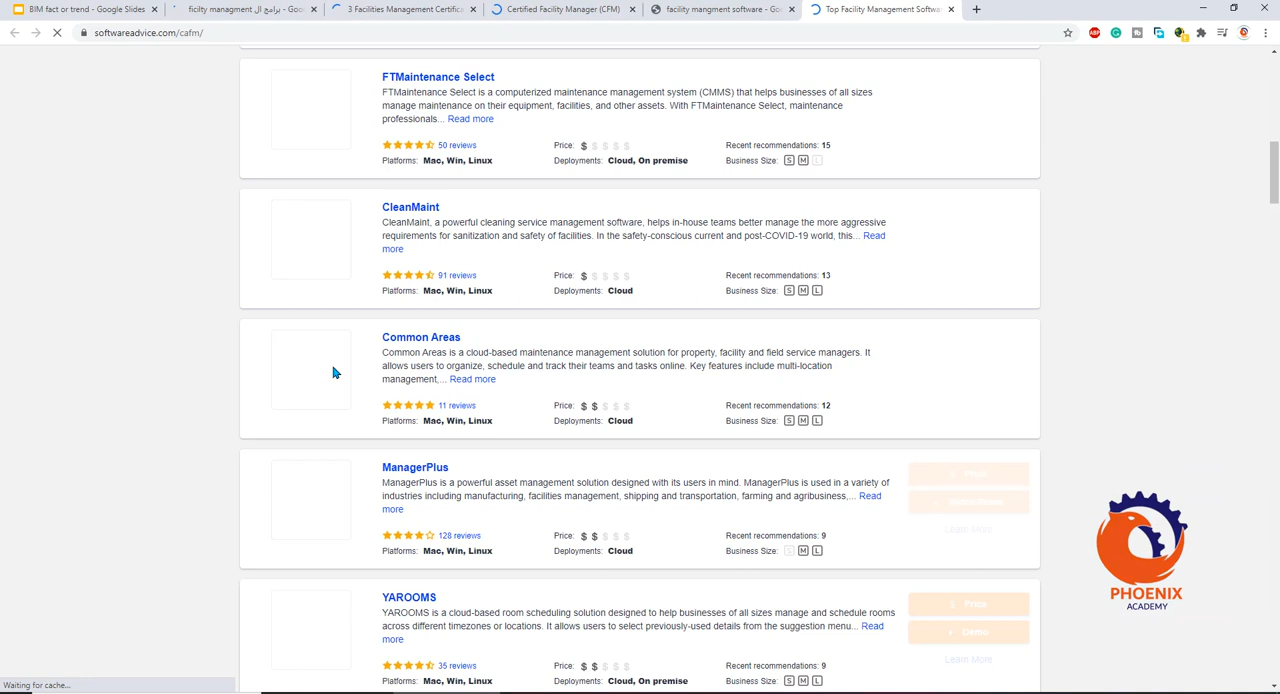 BIM fact or trend - Google Slides
ficilty managment برامج ال - Goo
3 Facilities Management Certifica
Certified Facility Manager (CFM)
facility mangment software - Goo
Top Facility Management Softwa
softwareadvice.com/cafm/
FTMaintenance Select
FTMaintenance Select is a computerized maintenance management system (CMMS) that helps businesses of all sizes
manage maintenance on their equipment, facilities, and other assets. With FTMaintenance Select, maintenance
professionals... Read more
50 reviews Price: $ $ $ $ $ Recent recommendations: 15
Platforms: Mac, Win, Linux Deployments: Cloud, On premise Business Size: S M L
CleanMaint
CleanMaint, a powerful cleaning service management software, helps in-house teams better manage the more aggressive
requirements for sanitization and safety of facilities. In the safety-conscious current and post-COVID-19 world, this... Read
more
91 reviews Price: $ $ $ $ $ Recent recommendations: 13
Platforms: Mac, Win, Linux Deployments: Cloud Business Size: S M L
Common Areas
Common Areas is a cloud-based maintenance management solution for property, facility and field service managers. It
allows users to organize, schedule and track their teams and tasks online. Key features include multi-location
management,... Read more
11 reviews Price: $ $ $ $ $ Recent recommendations: 12
Platforms: Mac, Win, Linux Deployments: Cloud Business Size: S M L
ManagerPlus
ManagerPlus is a powerful asset management solution designed with its users in mind. ManagerPlus is used in a variety of
industries including manufacturing, facilities management, shipping and transportation, farming and agribusiness,... Read
more
128 reviews Price: $ $ $ $ $ Recent recommendations: 9
Platforms: Mac, Win, Linux Deployments: Cloud Business Size: S M L
Price
Learn More
YAROOMS
YAROOMS is a cloud-based room scheduling solution designed to help businesses of all sizes manage and schedule rooms
across different timezones or locations. It allows users to select previously-used details from the suggestion menu... Read
more
35 reviews Price: $ $ $ $ $ Recent recommendations: 9
Platforms: Mac, Win, Linux Deployments: Cloud, On premise Business Size: S M L
$ Price
Demo
Learn More
PHOENIX
ACADEMY
Waiting for cache...